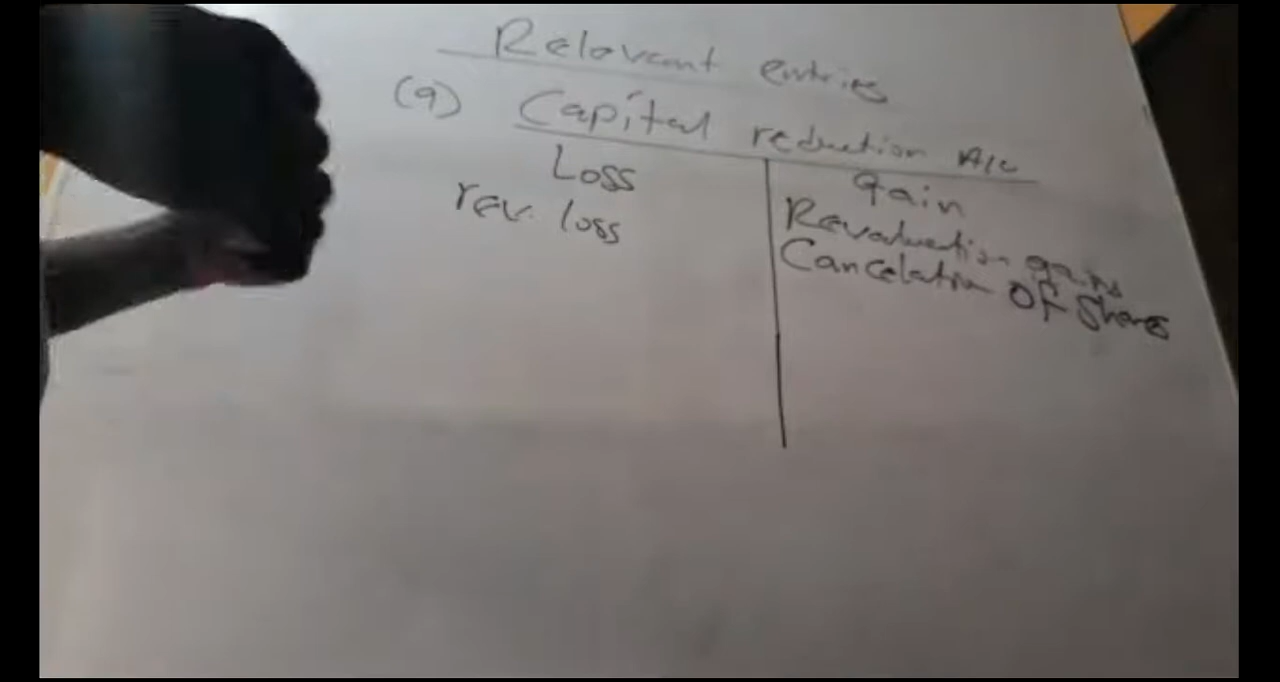 Relevant entries
(a) Capital reduction A/c
Loss
rev. loss
gain
Revaluation gains
Cancelation Of Shares